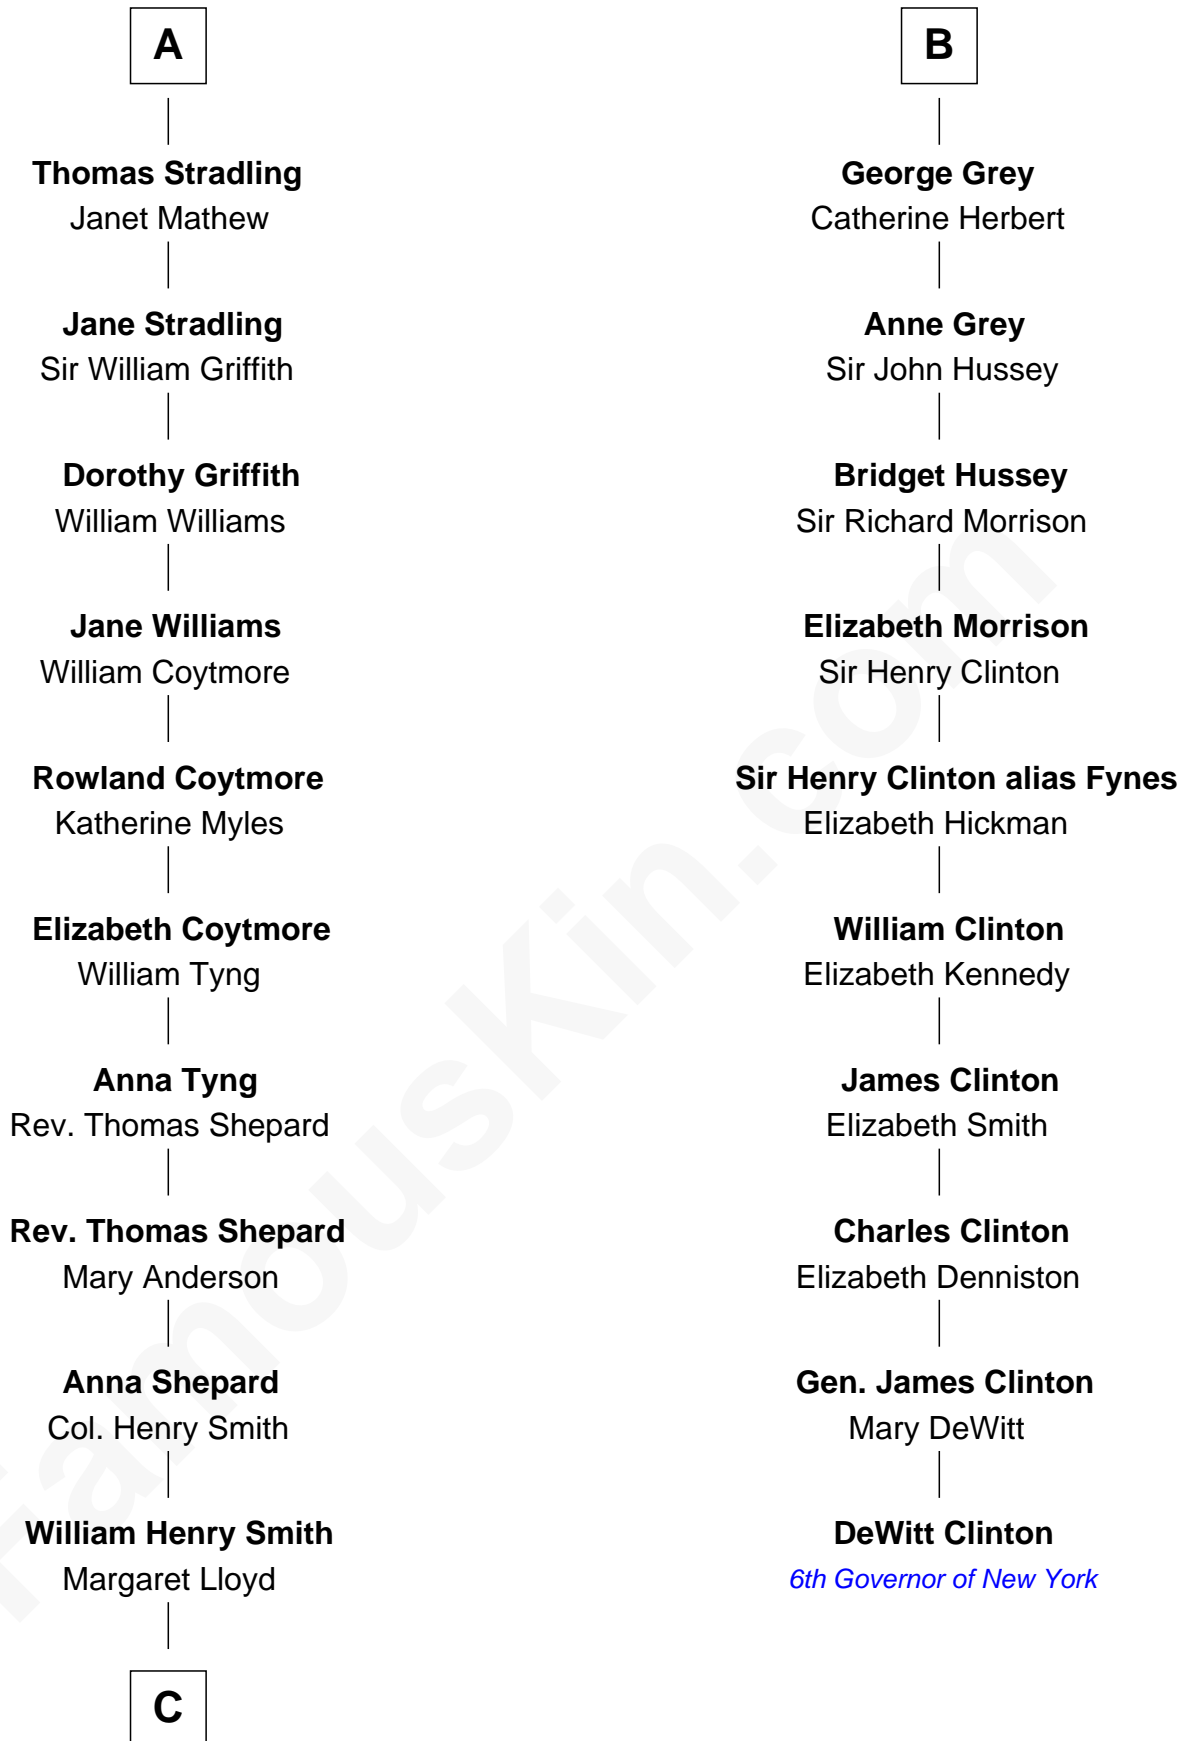 A
Thomas Stradling
Janet Mathew
Jane Stradling
Sir William Griffith
Dorothy Griffith
William Williams
Jane Williams
William Coytmore
Rowland Coytmore
Katherine Myles
Elizabeth Coytmore
William Tyng
Anna Tyng
Rev. Thomas Shepard
Rev. Thomas Shepard
Mary Anderson
Anna Shepard
Col. Henry Smith
William Henry Smith
Margaret Lloyd
C
B
George Grey
Catherine Herbert
Anne Grey
Sir John Hussey
Bridget Hussey
Sir Richard Morrison
Elizabeth Morrison
Sir Henry Clinton
Sir Henry Clinton alias Fynes
Elizabeth Hickman
William Clinton
Elizabeth Kennedy
James Clinton
Elizabeth Smith
Charles Clinton
Elizabeth Denniston
Gen. James Clinton
Mary DeWitt
DeWitt Clinton
6th Governor of New York
FamousKin.com